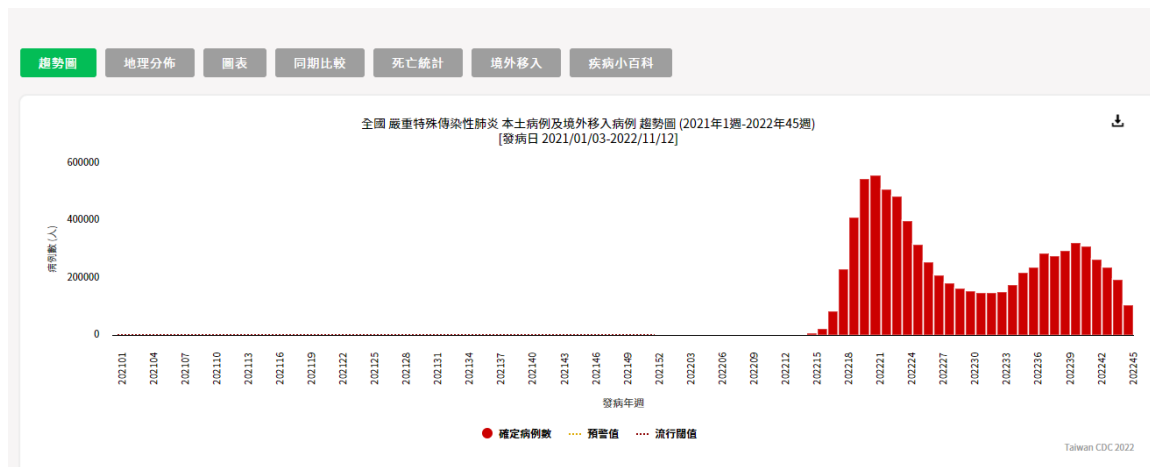 趨勢圖 地理分佈 圖表 同期比較 死亡統計 境外移入 疾病小百科
全國 嚴重特殊傳染性肺炎 本土病例及境外移入病例 趨勢圖 (2021年1週-2022年45週)
[發病日 2021/01/03-2022/11/12]
病例數 (人)
600000
400000
200000
0
202101 202104 202107 202110 202113 202116 202119 202122 202125 202128 202131 202134 202137 202140 202143 202146 202149 202152 202203 202206 202209 202212 202215 202218 202221 202224 202227 202230 202233 202236 202239 202242 202245
發病年週
確定病例數 預警值 流行閾值
Taiwan CDC 2022